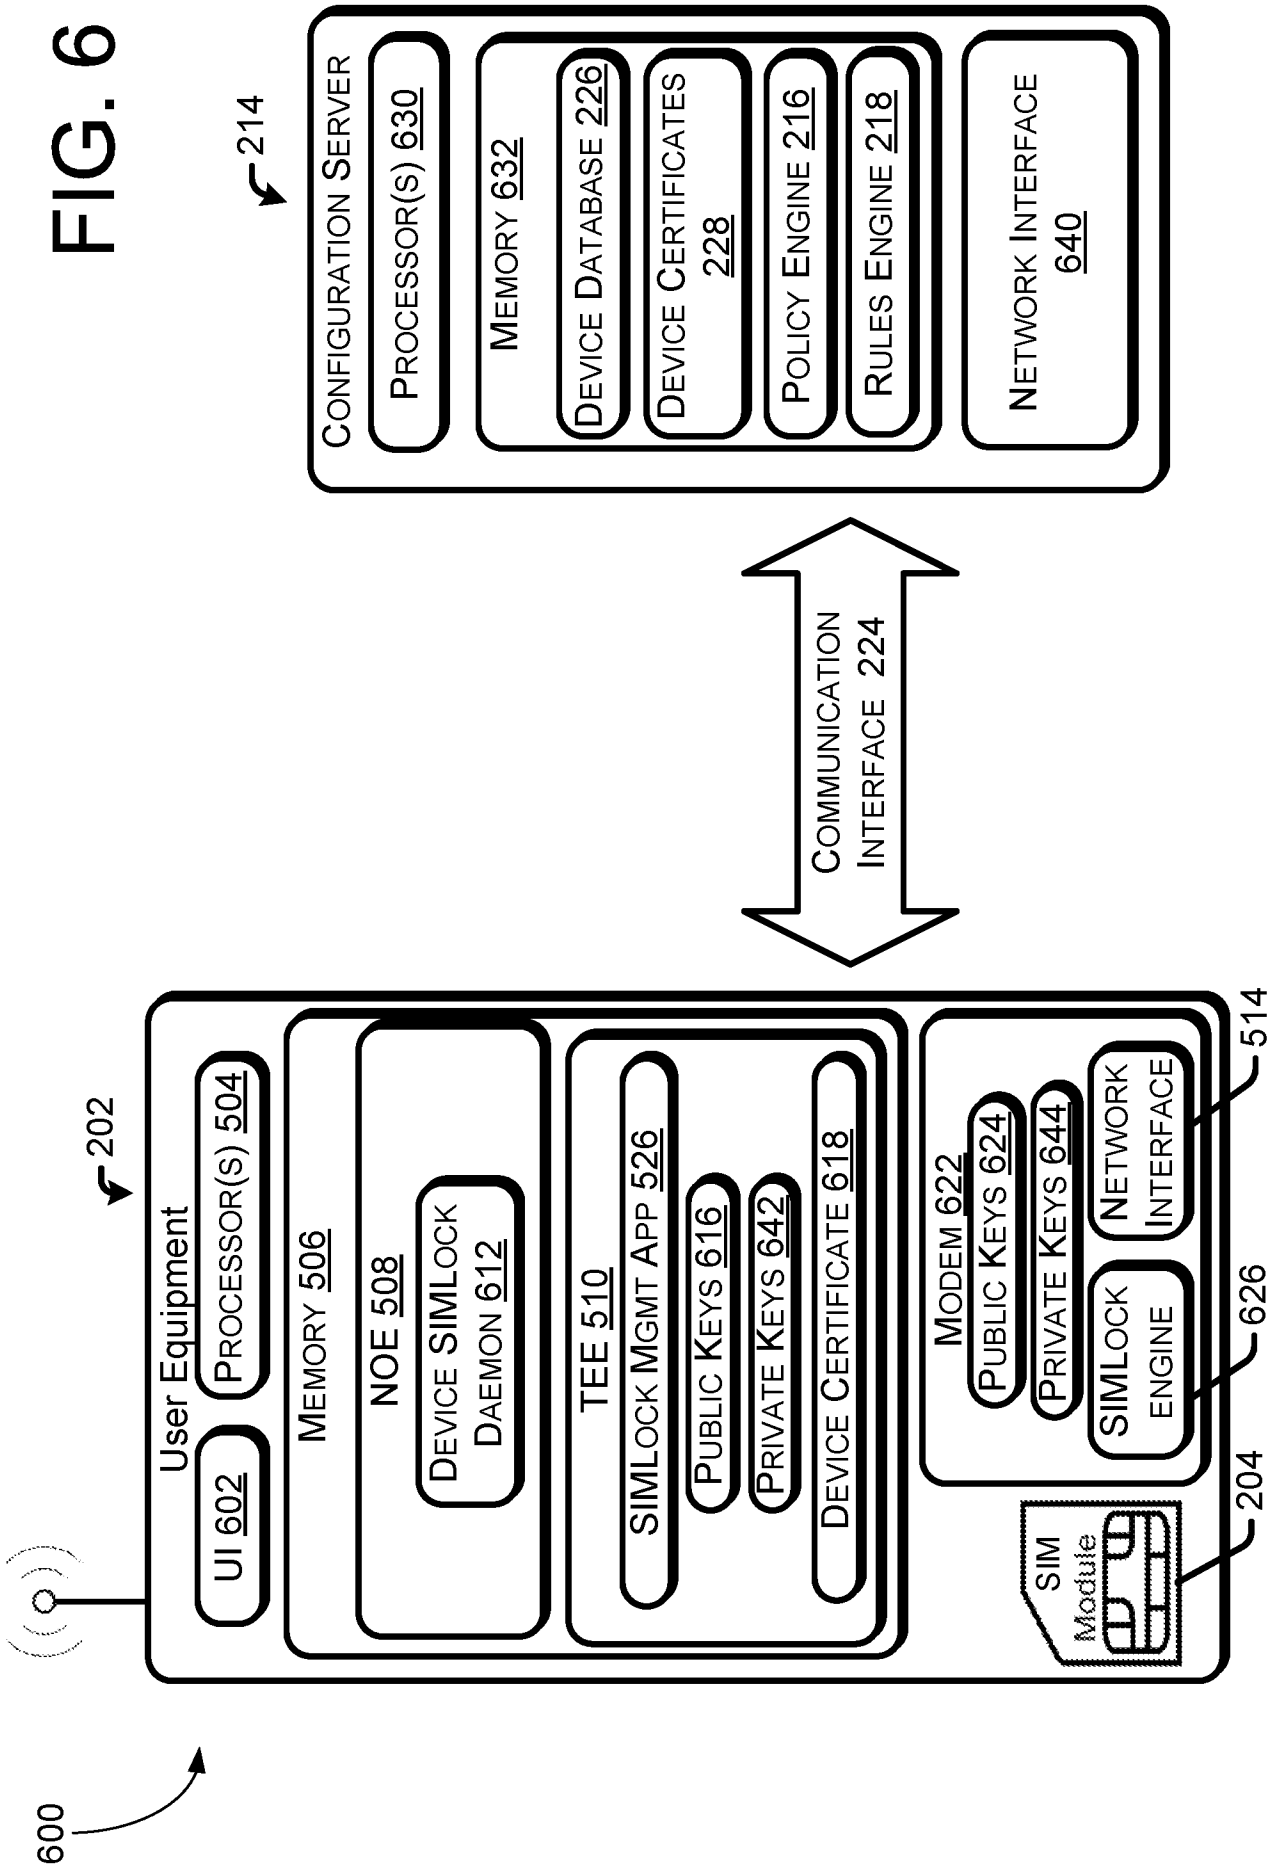 FIG. 6
600
202
User Equipment
UI 602
PROCESSOR(S) 504
MEMORY 506
NOE 508
DEVICE SIMLOCK
DAEMON 612
TEE 510
SIMLOCK MGMT APP 526
PUBLIC KEYS 616
PRIVATE KEYS 642
DEVICE CERTIFICATE 618
MODEM 622
PUBLIC KEYS 624
PRIVATE KEYS 644
SIMLOCK
ENGINE
NETWORK
INTERFACE
SIM
Module
204
626
514
COMMUNICATION
INTERFACE 224
214
CONFIGURATION SERVER
PROCESSOR(S) 630
MEMORY 632
DEVICE DATABASE 226
DEVICE CERTIFICATES
228
POLICY ENGINE 216
RULES ENGINE 218
NETWORK INTERFACE
640